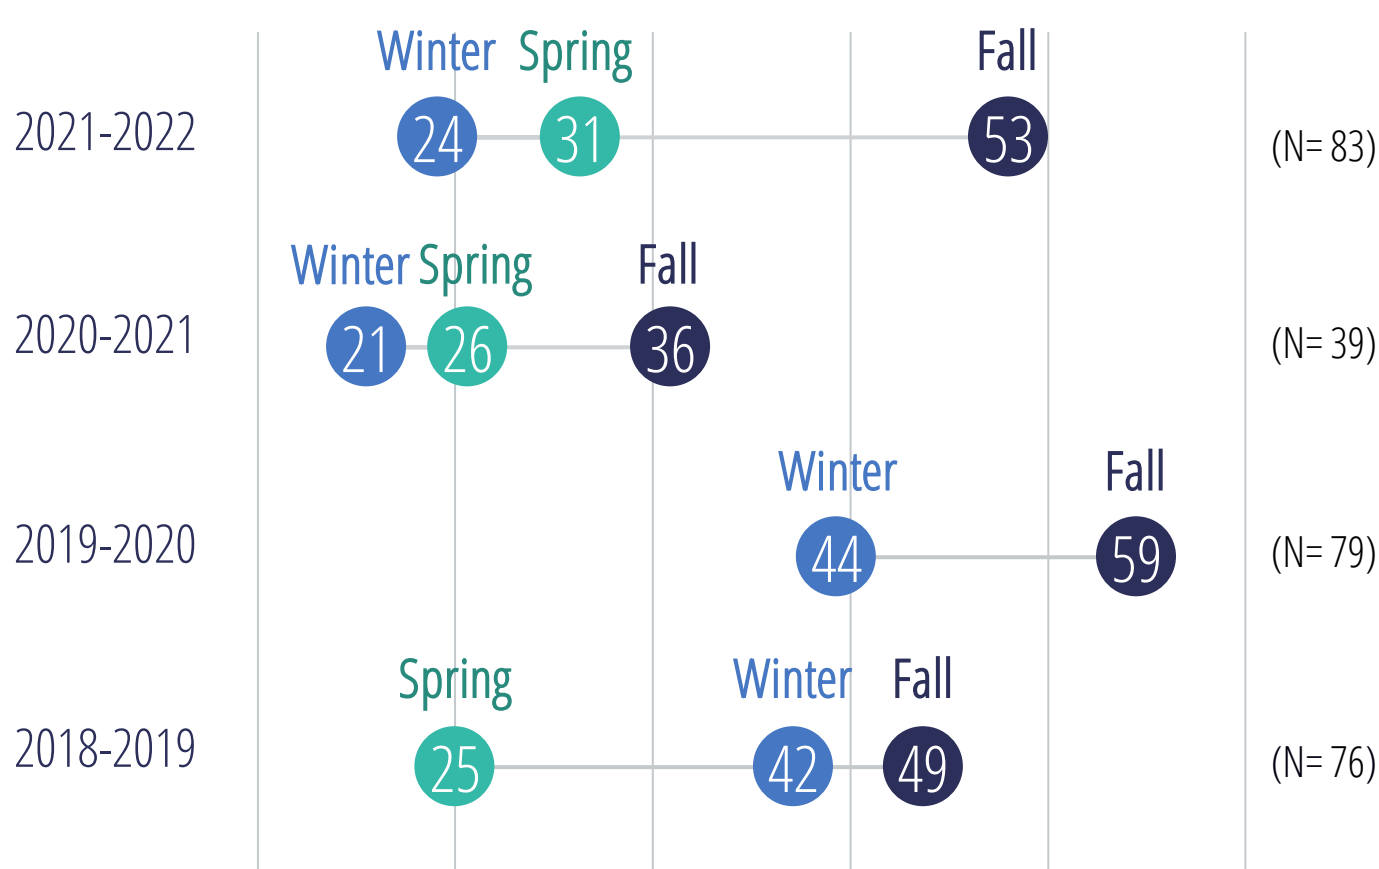 Winter Spring Fall
2021-2022 24 31 53 (N= 83)
Winter Spring Fall
2020-2021 21 26 36 (N= 39)
Winter Fall
2019-2020 44 59 (N= 79)
Spring Winter Fall
2018-2019 25 42 49 (N= 76)